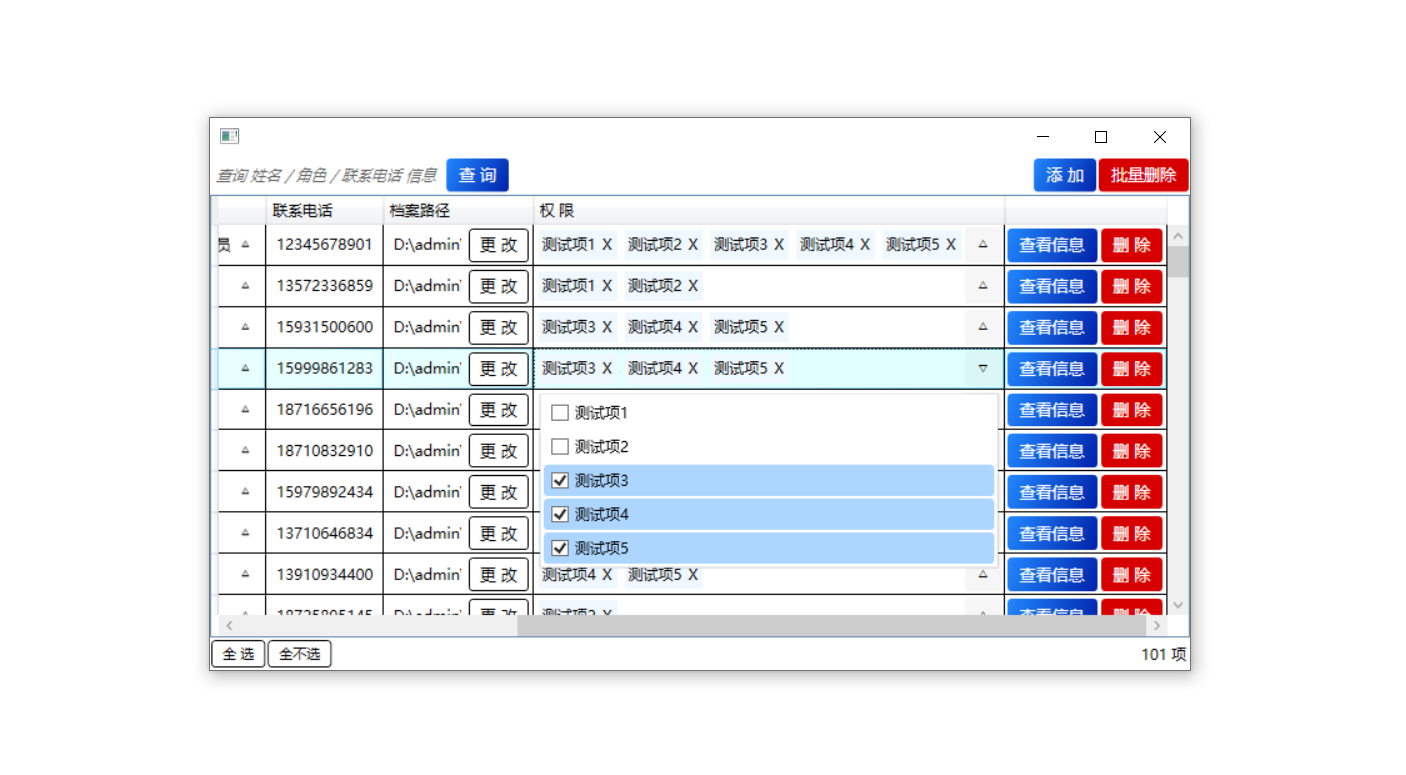 查询 姓名 / 角色 / 联系电话 信息 查 询 添 加 批量删除
联系电话 档案路径 权 限
员 12345678901 D:\admin' 更 改 测试项1 X 测试项2 X 测试项3 X 测试项4 X 测试项5 X 查看信息 删 除
13572336859 D:\admin' 更 改 测试项1 X 测试项2 X 查看信息 删 除
15931500600 D:\admin' 更 改 测试项3 X 测试项4 X 测试项5 X 查看信息 删 除
15999861283 D:\admin' 更 改 测试项3 X 测试项4 X 测试项5 X 查看信息 删 除
18716656196 D:\admin' 更 改 测试项1 查看信息 删 除
18710832910 D:\admin' 更 改 测试项2 查看信息 删 除
15979892434 D:\admin' 更 改 测试项3 查看信息 删 除
13710646834 D:\admin' 更 改 测试项4 查看信息 删 除
测试项5
13910934400 D:\admin' 更 改 测试项4 X 测试项5 X 查看信息 删 除
D:\admin' 更 改 查看信息 删 除
全 选 全不选 101 项